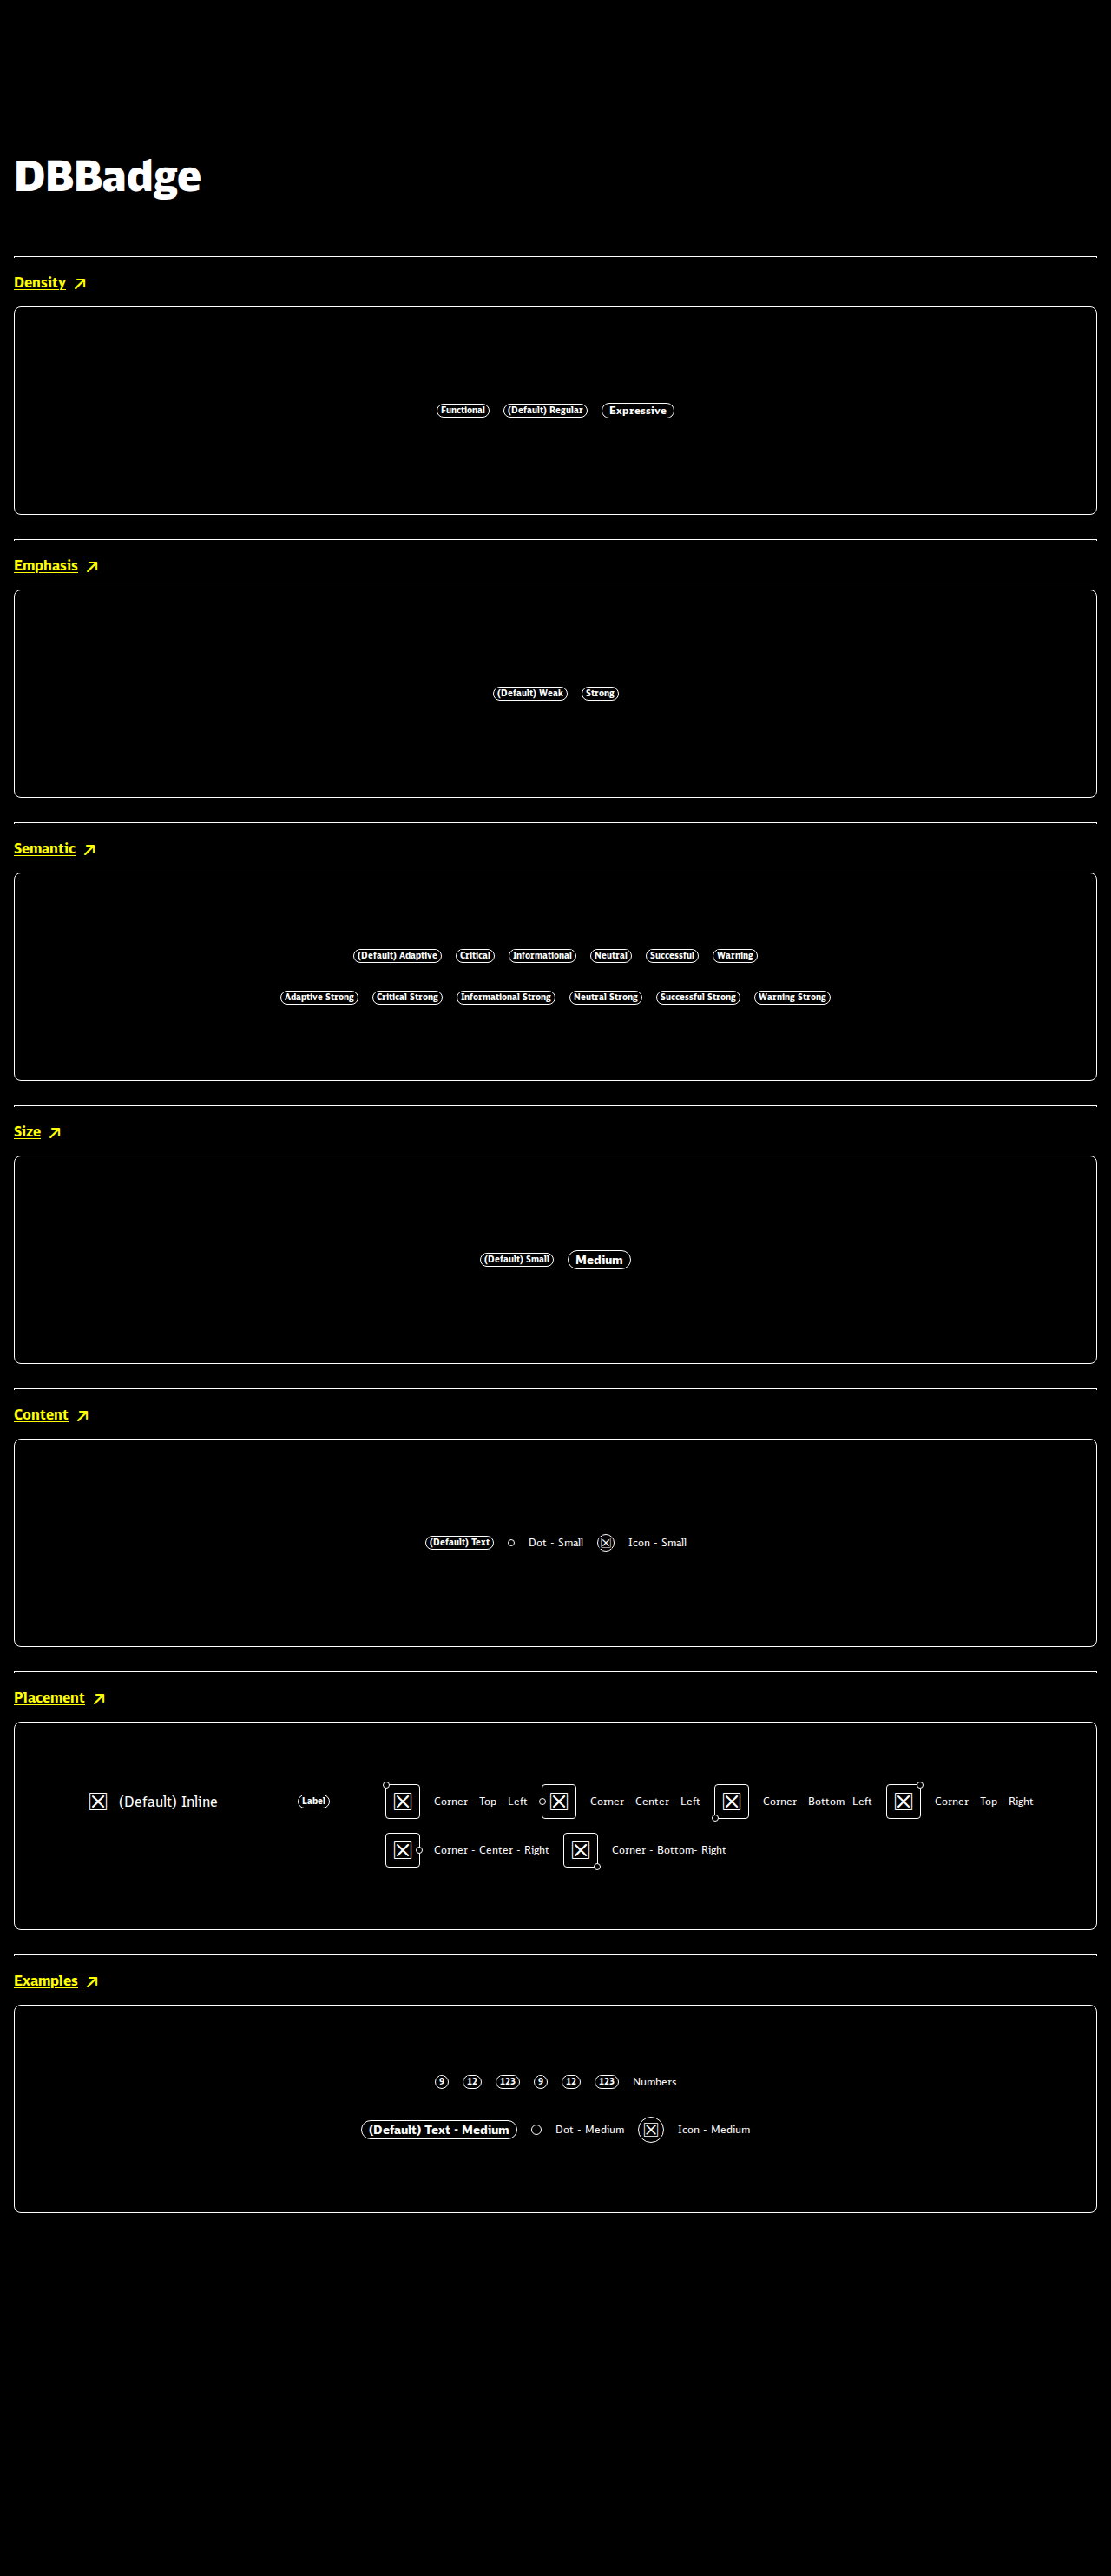 DBBadge
Density
Functional (Default) Regular Expressive
Emphasis
(Default) Weak Strong
Semantic
(Default) Adaptive Critical Informational Neutral Successful Warning
Adaptive Strong Critical Strong Informational Strong Neutral Strong Successful Strong Warning Strong
Size
(Default) Small Medium
Content
(Default) Text Dot - Small Icon - Small
Placement
(Default) Inline Label Corner - Top - Left Corner - Center - Left Corner - Bottom- Left Corner - Top - Right
Corner - Center - Right Corner - Bottom- Right
Examples
9 12 123 9 12 123 Numbers
(Default) Text - Medium Dot - Medium Icon - Medium